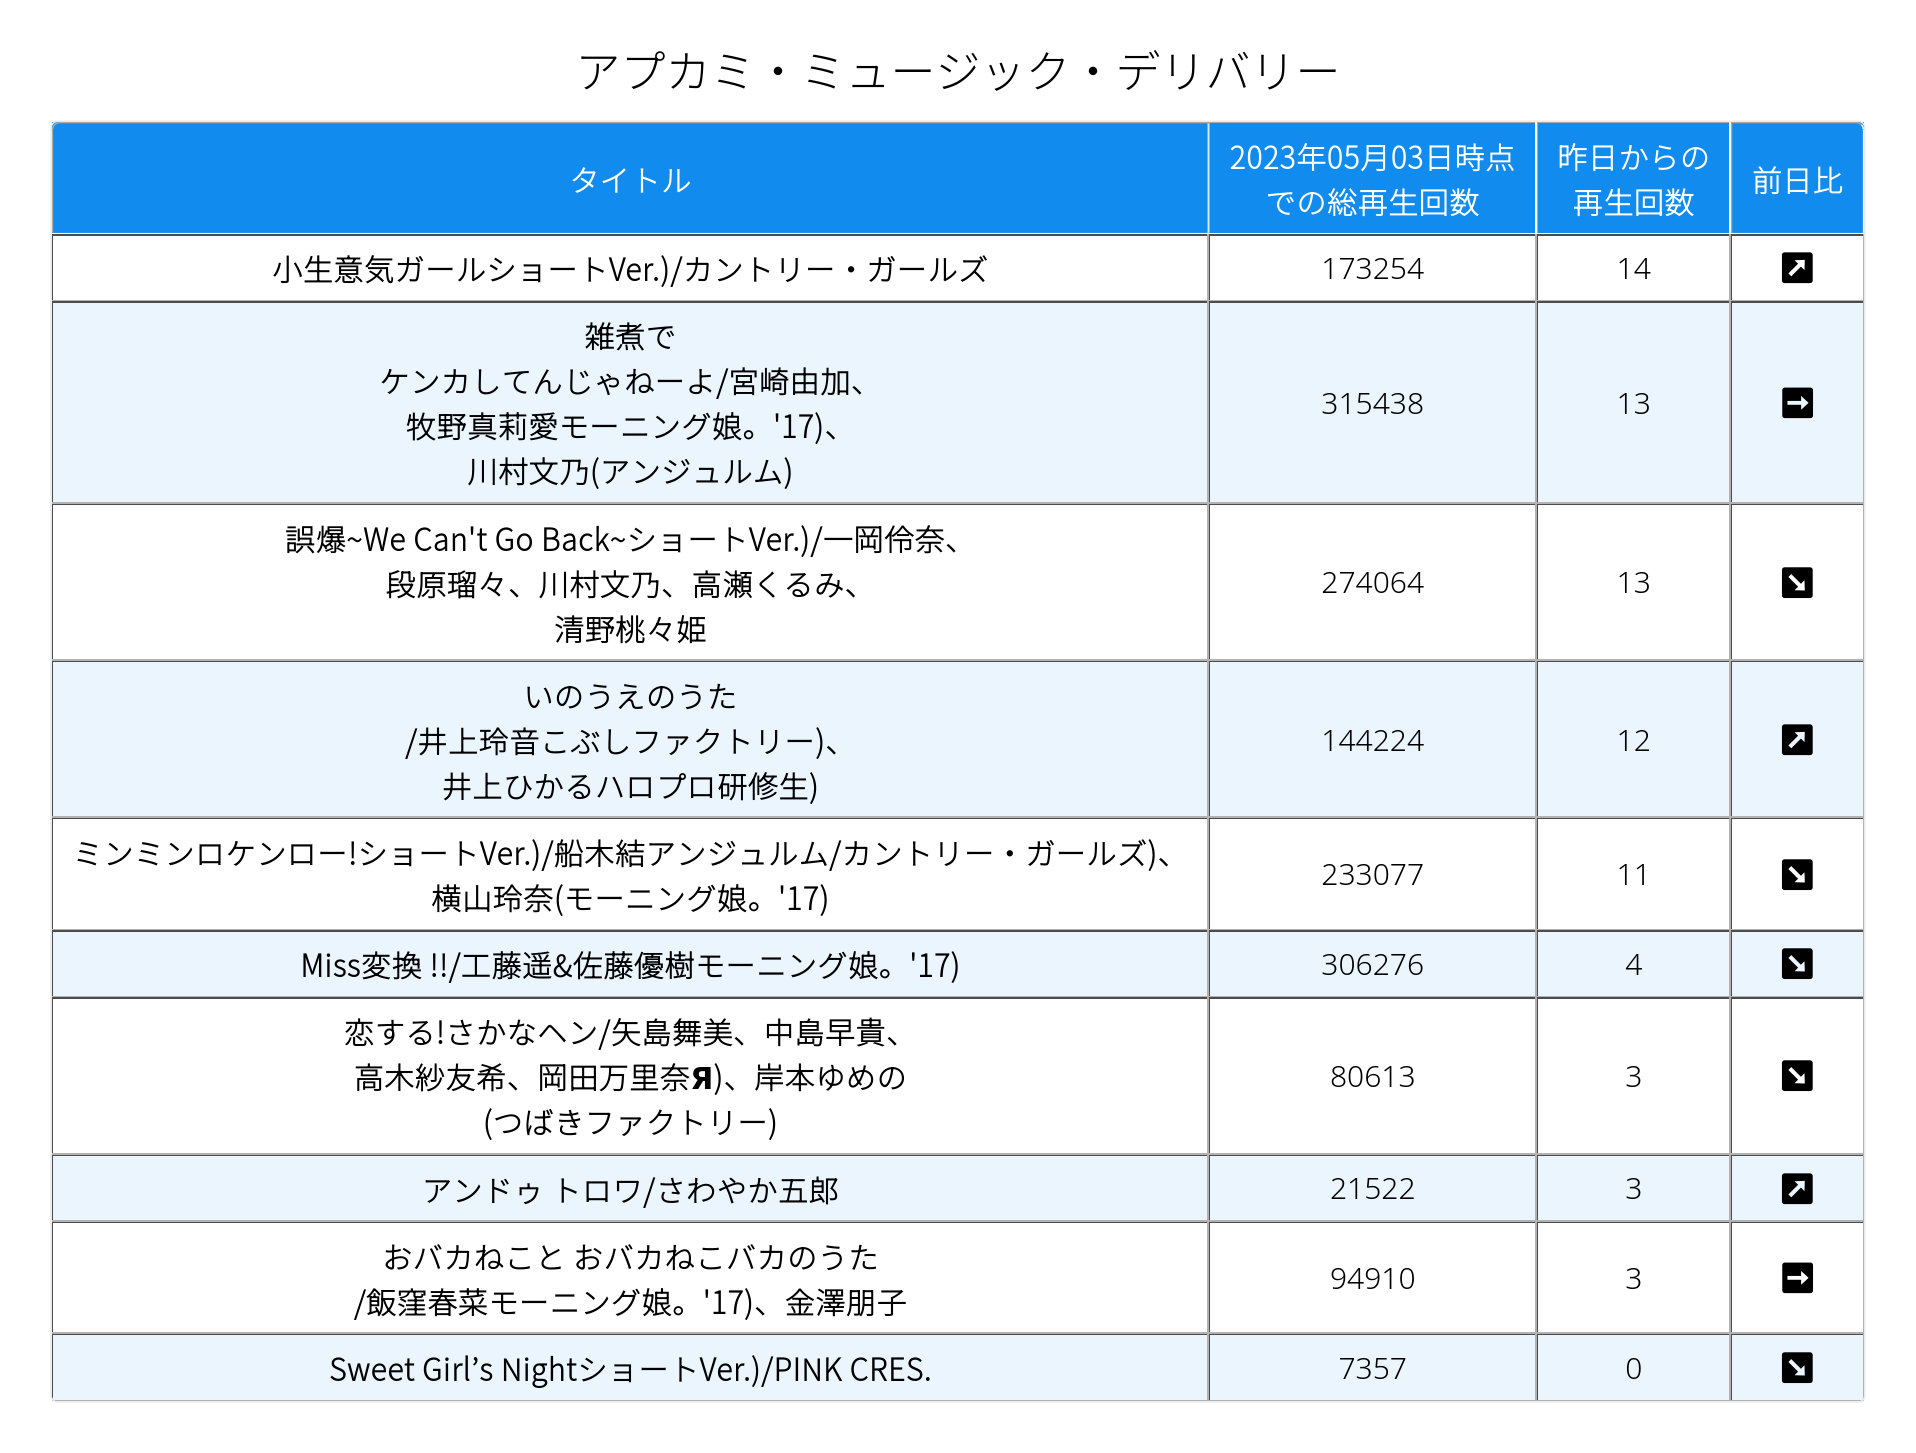 アプカミ・ミュージック・デリバリー
タイトル
2023年05月03日時点
での総再生回数
昨日からの
再生回数
前日比
小生意気ガールショートVer.)/カントリー・ガールズ
173254
14
↗
雑煮で
ケンカしてんじゃねーよ/宮崎由加、
牧野真莉愛モーニング娘。'17)、
川村文乃(アンジュルム)
315438
13
→
誤爆~We Can't Go Back~ショートVer.)/一岡伶奈、
段原瑠々、川村文乃、高瀬くるみ、
清野桃々姫
274064
13
↘
いのうえのうた
/井上玲音こぶしファクトリー)、
井上ひかるハロプロ研修生)
144224
12
↗
ミンミンロケンロー!ショートVer.)/船木結アンジュルム/カントリー・ガールズ)、
横山玲奈(モーニング娘。'17)
233077
11
↘
Miss変換 !!/工藤遥&佐藤優樹モーニング娘。'17)
306276
4
↘
恋する!さかなヘン/矢島舞美、中島早貴、
高木紗友希、岡田万里奈Я)、岸本ゆめの
(つばきファクトリー)
80613
3
↘
アンドゥ トロワ/さわやか五郎
21522
3
↗
おバカねこと おバカねこバカのうた
/飯窪春菜モーニング娘。'17)、金澤朋子
94910
3
→
Sweet Girl’s NightショートVer.)/PINK CRES.
7357
0
↘